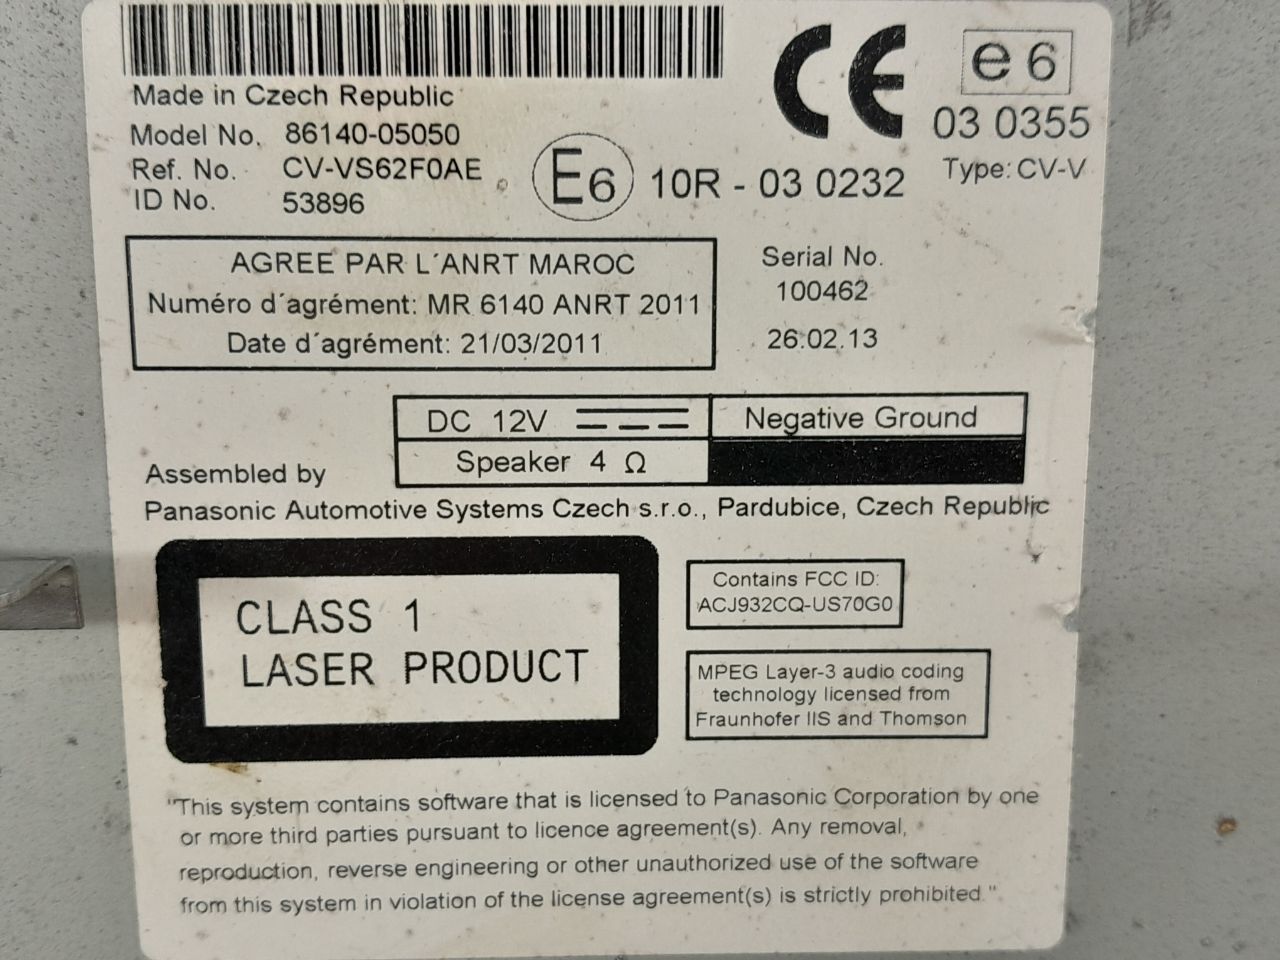 Made in Czech Republic
Model No. 86140-05050
Ref. No. CV-VS62F0AE
ID No. 53896
E6 10R - 03 0232
CE
e6
03 0355
Type: CV-V
AGREE PAR L´ANRT MAROC
Numéro d´agrément: MR 6140 ANRT 2011
Date d´agrément: 21/03/2011
Serial No.
100462
26.02.13
DC 12V
Negative Ground
Speaker 4 Ω
Assembled by
Panasonic Automotive Systems Czech s.r.o., Pardubice, Czech Republic
CLASS 1
LASER PRODUCT
Contains FCC ID:
ACJ932CQ-US70G0
MPEG Layer-3 audio coding
technology licensed from
Fraunhofer IIS and Thomson
"This system contains software that is licensed to Panasonic Corporation by one
or more third parties pursuant to licence agreement(s). Any removal,
reproduction, reverse engineering or other unauthorized use of the software
from this system in violation of the license agreement(s) is strictly prohibited."